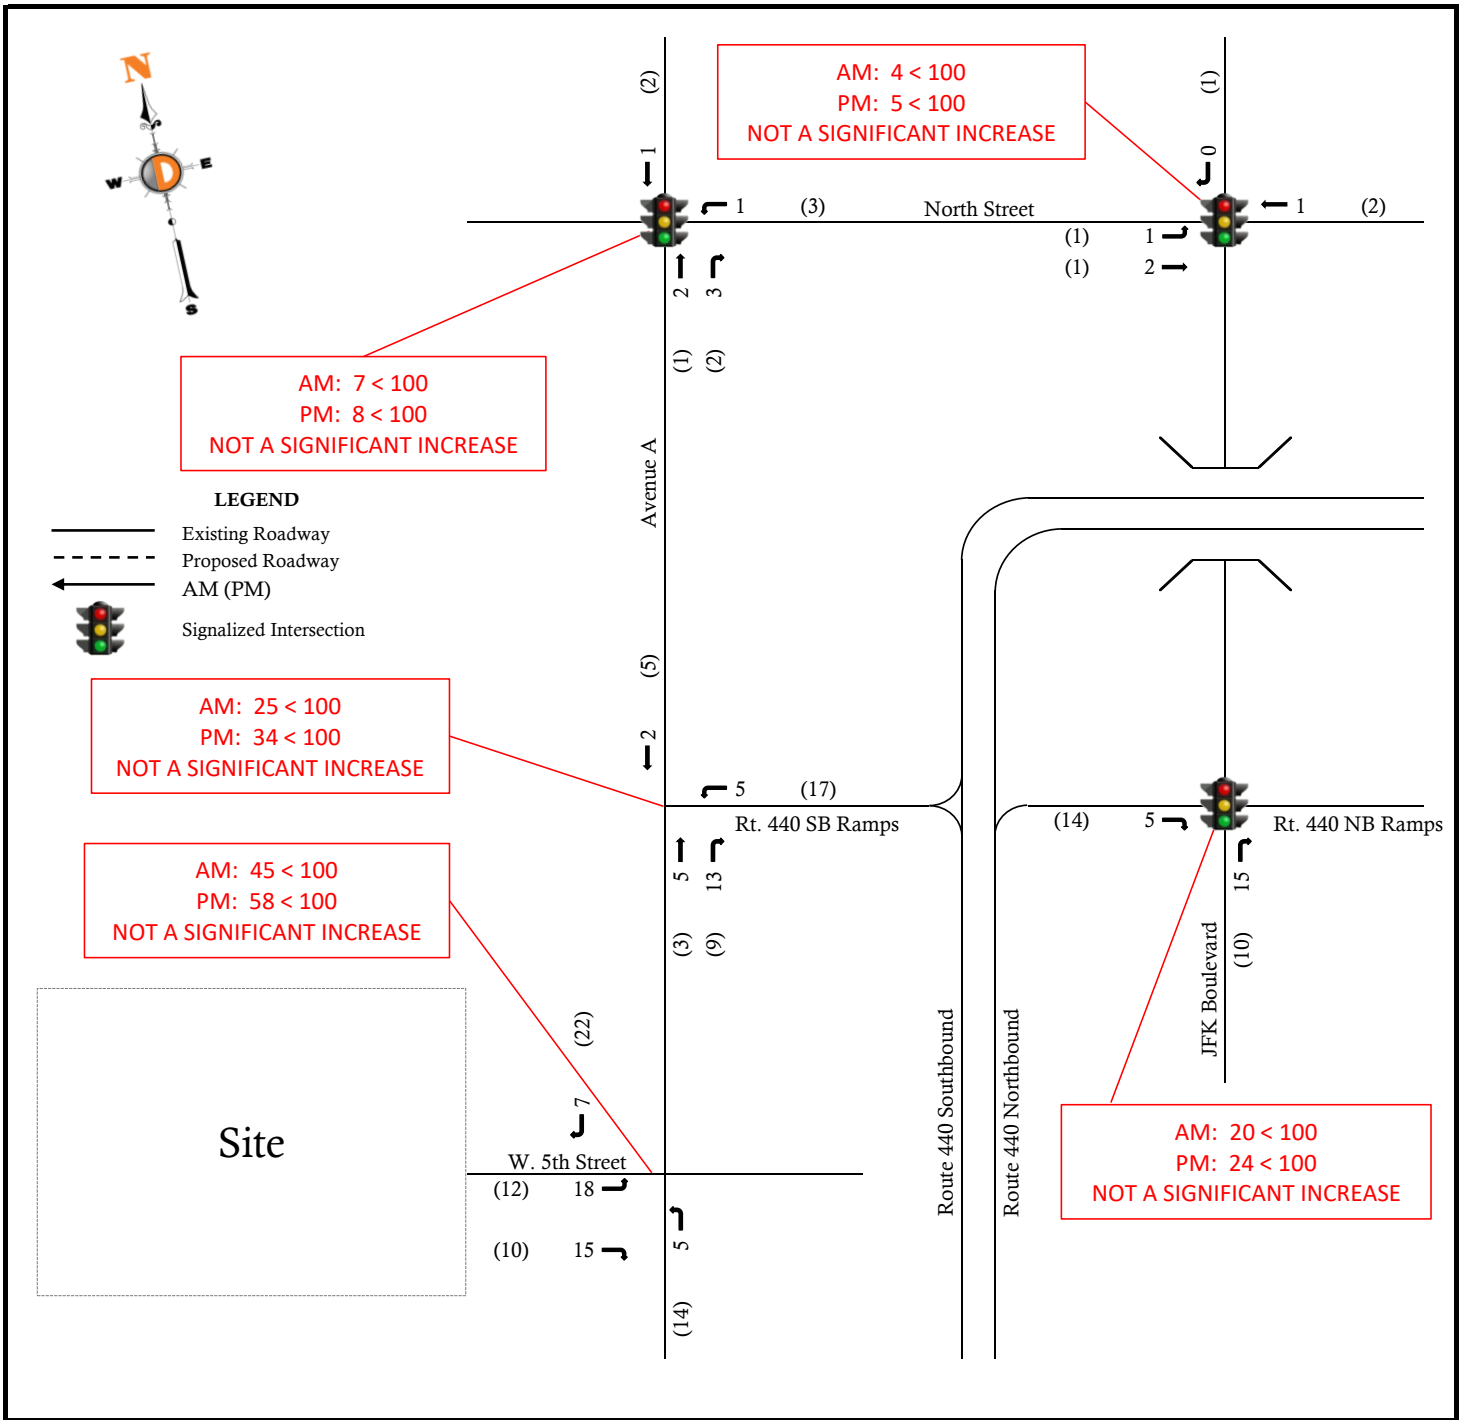 N
E
W
D
S
(2)
1
1 (3)
North Street
2 3
(1) (2)
AM: 4 < 100
PM: 5 < 100
NOT A SIGNIFICANT INCREASE
(1)
0
1 (2)
(1) 1
(1) 2
AM: 7 < 100
PM: 8 < 100
NOT A SIGNIFICANT INCREASE
Avenue A
LEGEND
Existing Roadway
Proposed Roadway
AM (PM)
Signalized Intersection
(5)
2
AM: 25 < 100
PM: 34 < 100
NOT A SIGNIFICANT INCREASE
5 (17)
Rt. 440 SB Ramps
5 13
(3) (9)
(14) 5
Rt. 440 NB Ramps
15
(10)
JFK Boulevard
AM: 45 < 100
PM: 58 < 100
NOT A SIGNIFICANT INCREASE
(22)
7
Site
W. 5th Street
(12) 18
(10) 15
5
(14)
Route 440 Southbound
Route 440 Northbound
AM: 20 < 100
PM: 24 < 100
NOT A SIGNIFICANT INCREASE